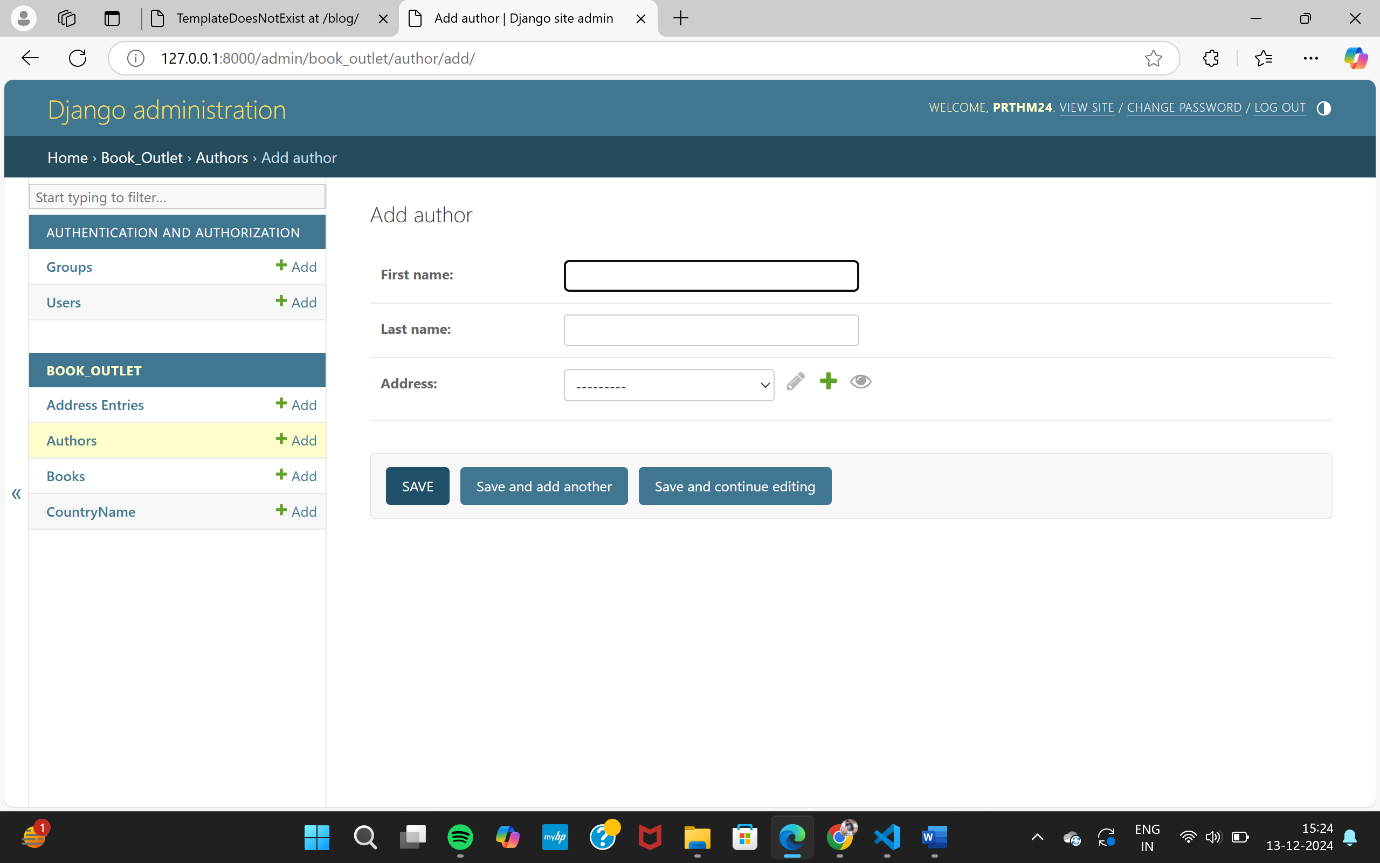 TemplateDoesNotExist at /blog/
Add author | Django site admin
127.0.0.1:8000/admin/book_outlet/author/add/
Django administration
WELCOME, PRTHM24. VIEW SITE / CHANGE PASSWORD / LOG OUT
Home › Book_Outlet › Authors › Add author
Start typing to filter...
AUTHENTICATION AND AUTHORIZATION
Groups + Add
Users + Add
BOOK_OUTLET
Address Entries + Add
Authors + Add
Books + Add
CountryName + Add
«
Add author
First name:
Last name:
Address:
---------
SAVE
Save and add another
Save and continue editing
1
myhp
?
W
ENG
IN
15:24
13-12-2024